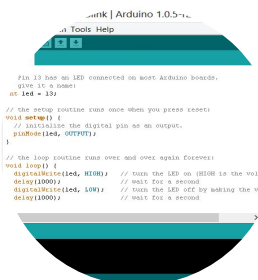 link | Arduino 1.0.5-r2
Tools Help
Pin 13 has an LED connected on most Arduino boards.
give it a name:
nt led = 13;
// the setup routine runs once when you press reset:
void setup() {
// initialize the digital pin as an output.
pinMode(led, OUTPUT);
}
// the loop routine runs over and over again forever:
void loop() {
digitalWrite(led, HIGH); // turn the LED on (HIGH is the vol
delay(1000); // wait for a second
digitalWrite(led, LOW); // turn the LED off by making the v
delay(1000); // wait for a second